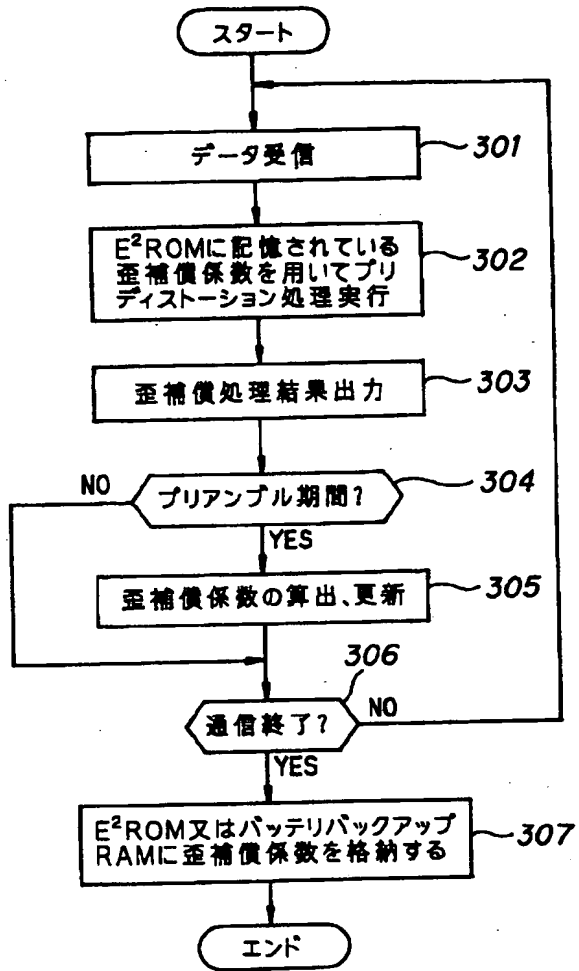 スタート
データ受信
301
E²ROMに記憶されている
歪補償係数を用いてプリ
ディストーション処理実行
302
歪補償処理結果出力
303
プリアンブル期間?
304
NO
YES
歪補償係数の算出、更新
305
306
通信終了?
NO
YES
E²ROM又はバッテリバックアップ
RAMに歪補償係数を格納する
307
エンド